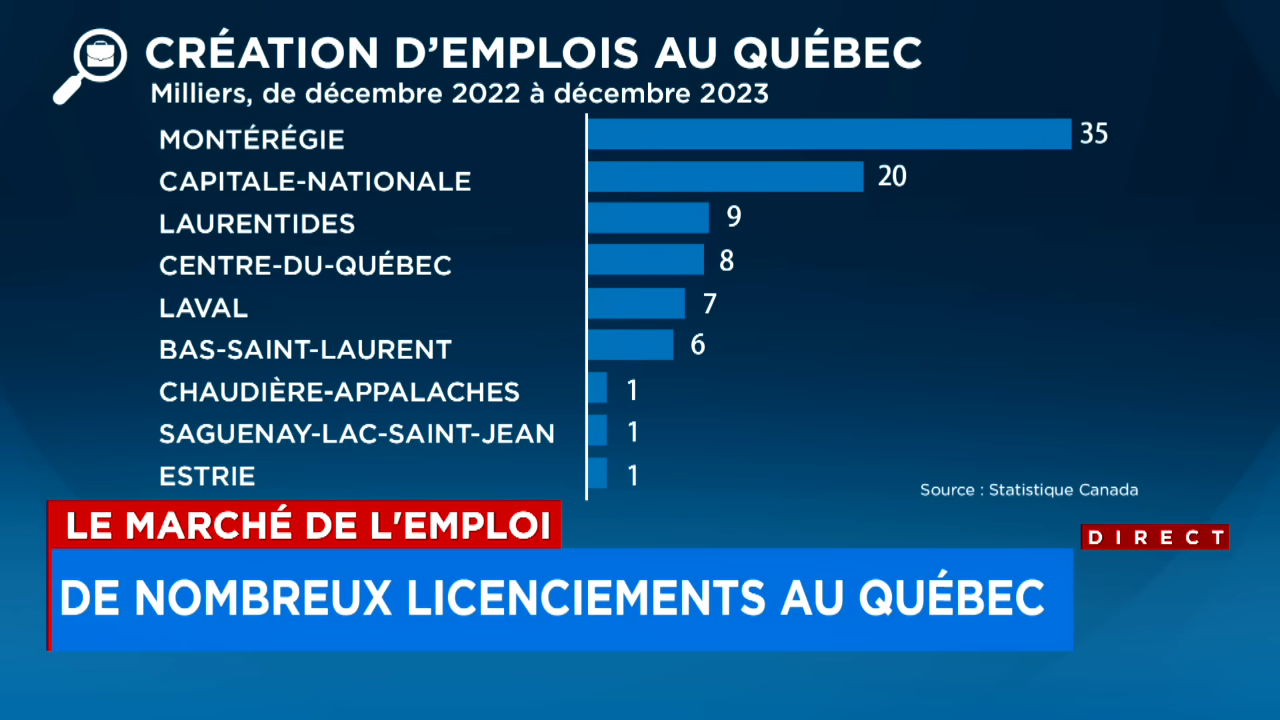 CRÉATION D'EMPLOIS AU QUÉBEC
Milliers, de décembre 2022 à décembre 2023
MONTÉRÉGIE 35
CAPITALE-NATIONALE 20
LAURENTIDES 9
CENTRE-DU-QUÉBEC 8
LAVAL 7
BAS-SAINT-LAURENT 6
CHAUDIÈRE-APPALACHES 1
SAGUENAY-LAC-SAINT-JEAN 1
ESTRIE 1
Source : Statistique Canada
LE MARCHÉ DE L'EMPLOI
DIRECT
DE NOMBREUX LICENCIEMENTS AU QUÉBEC